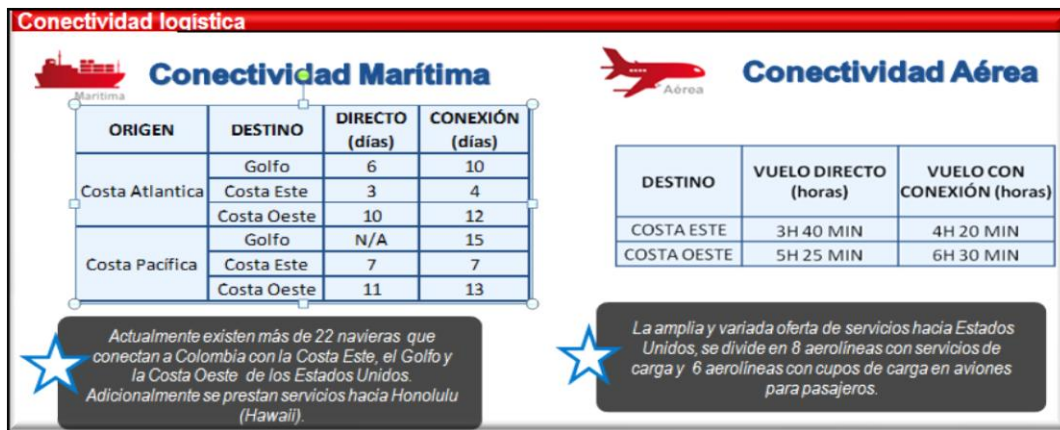 Conectividad logística
Marítima
Conectividad Marítima
ORIGEN DESTINO DIRECTO (días) CONEXIÓN (días)
Costa Atlantica Golfo 6 10
Costa Este 3 4
Costa Oeste 10 12
Costa Pacífica Golfo N/A 15
Costa Este 7 7
Costa Oeste 11 13
Actualmente existen más de 22 navieras que
conectan a Colombia con la Costa Este, el Golfo y
la Costa Oeste de los Estados Unidos.
Adicionalmente se prestan servicios hacia Honolulu
(Hawaii).
Aérea
Conectividad Aérea
DESTINO VUELO DIRECTO (horas) VUELO CON CONEXIÓN (horas)
COSTA ESTE 3H 40 MIN 4H 20 MIN
COSTA OESTE 5H 25 MIN 6H 30 MIN
La amplia y variada oferta de servicios hacia Estados
Unidos, se divide en 8 aerolíneas con servicios de
carga y 6 aerolíneas con cupos de carga en aviones
para pasajeros.